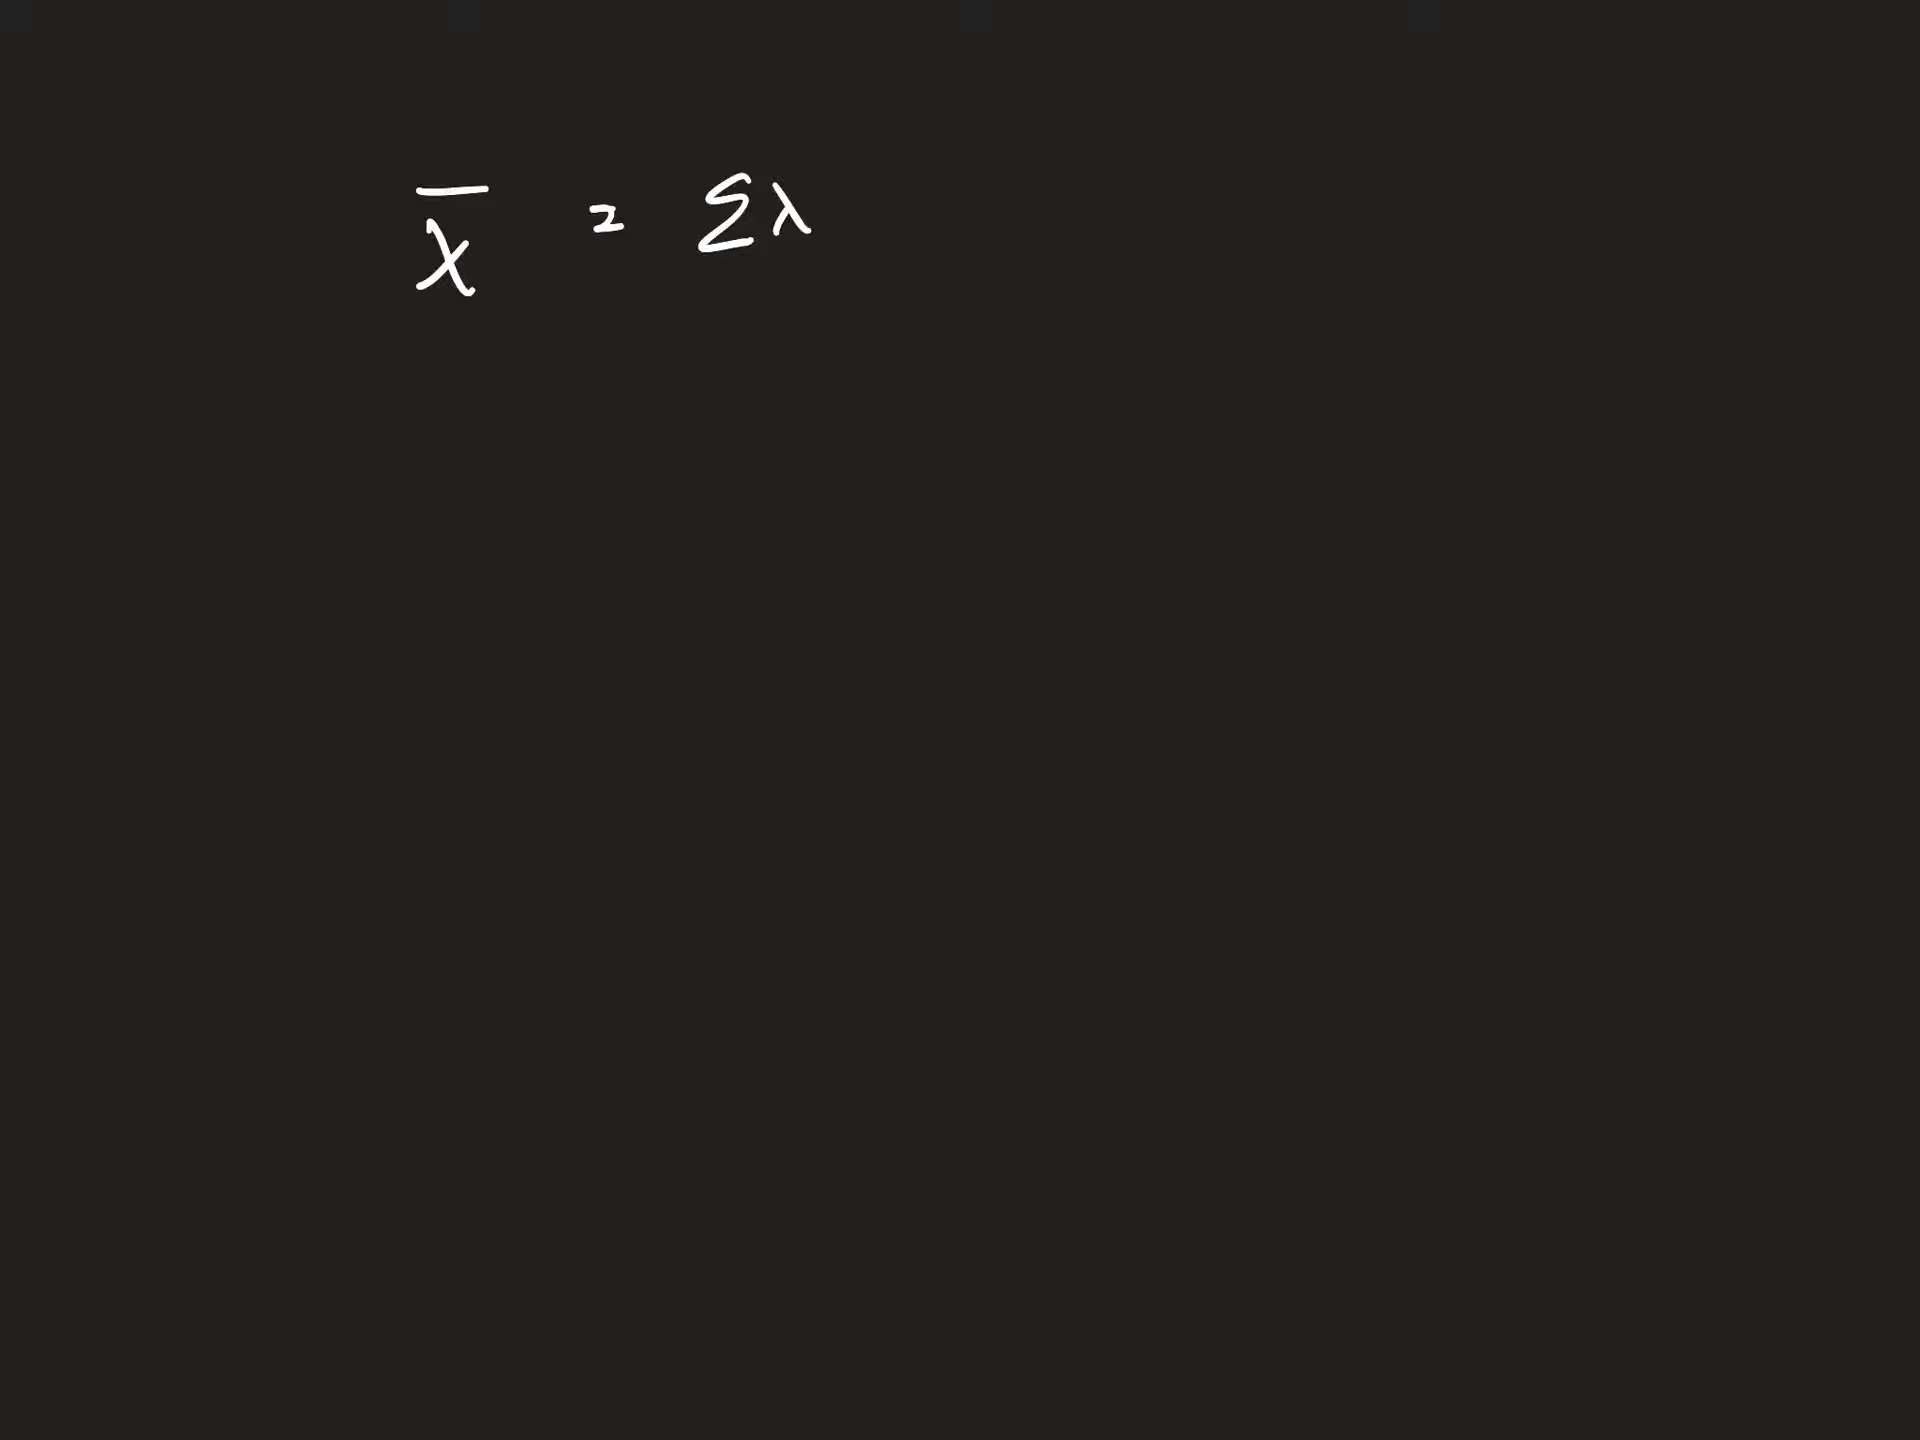 x̄ = Σλ